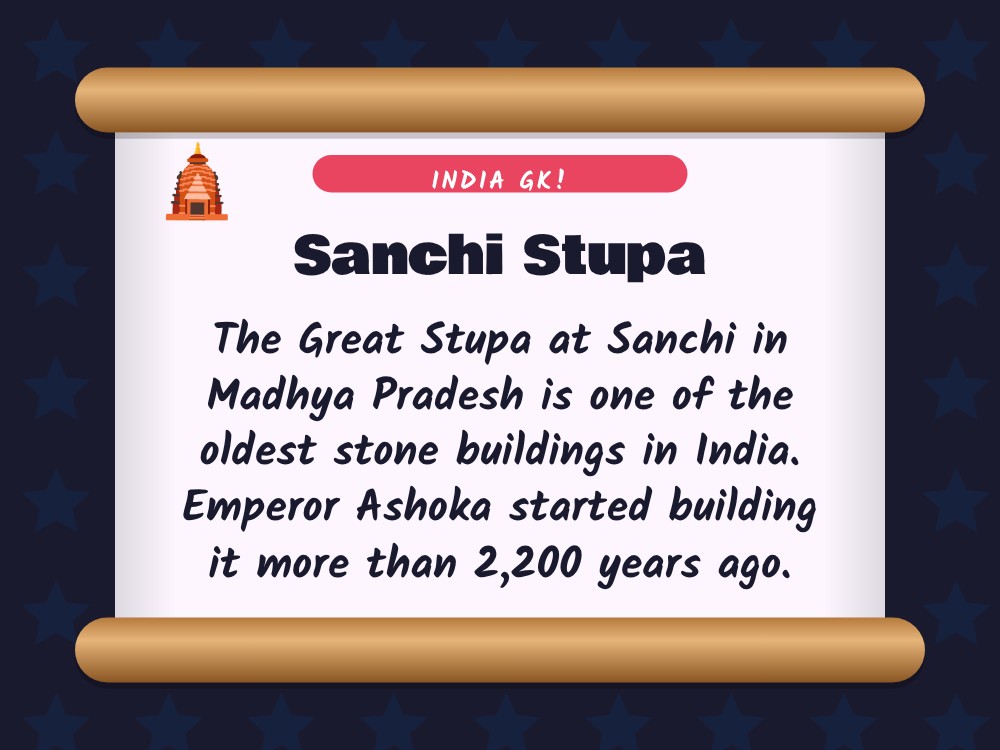 INDIA GK!
Sanchi Stupa
The Great Stupa at Sanchi in
Madhya Pradesh is one of the
oldest stone buildings in India.
Emperor Ashoka started building
it more than 2,200 years ago.